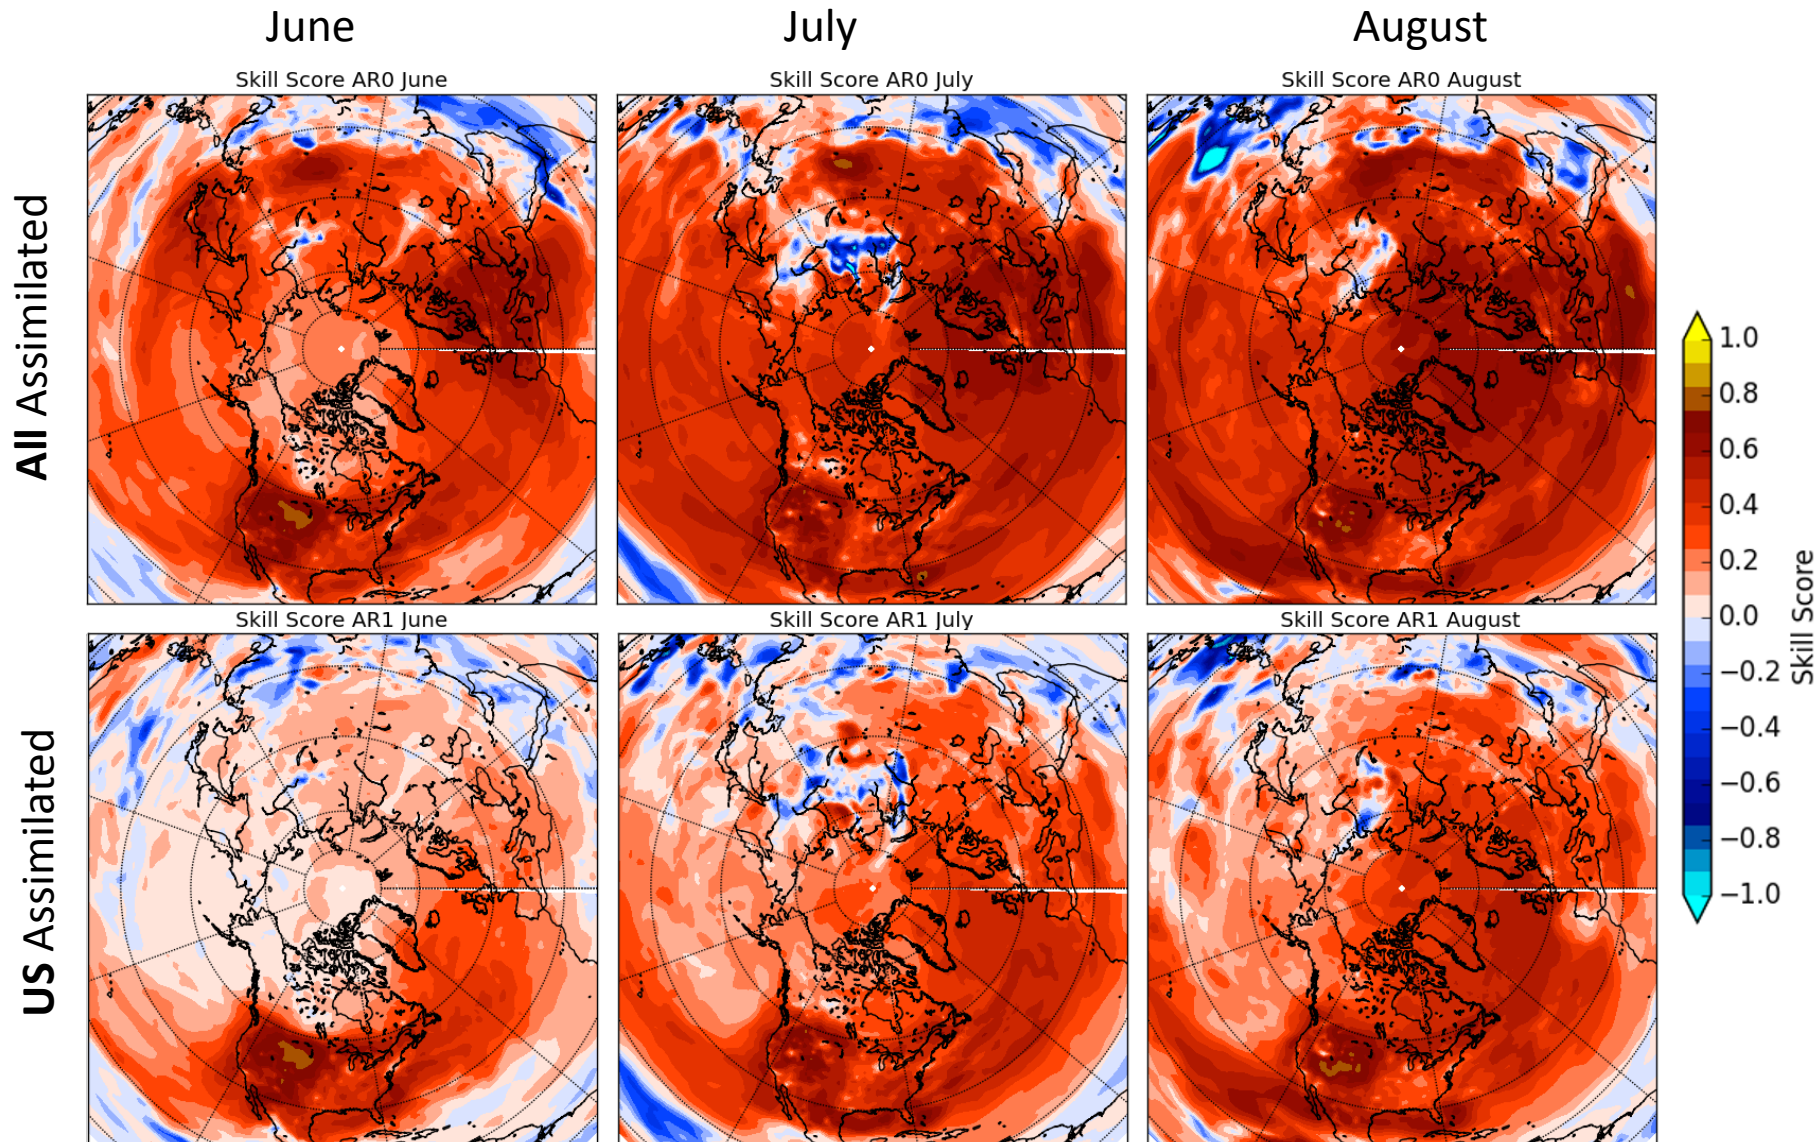 June July August
Skill Score AR0 June Skill Score AR0 July Skill Score AR0 August
All Assimilated
Skill Score AR1 June Skill Score AR1 July Skill Score AR1 August
US Assimilated
1.0
0.8
0.6
0.4
0.2
0.0
−0.2
−0.4
−0.6
−0.8
−1.0
Skill Score